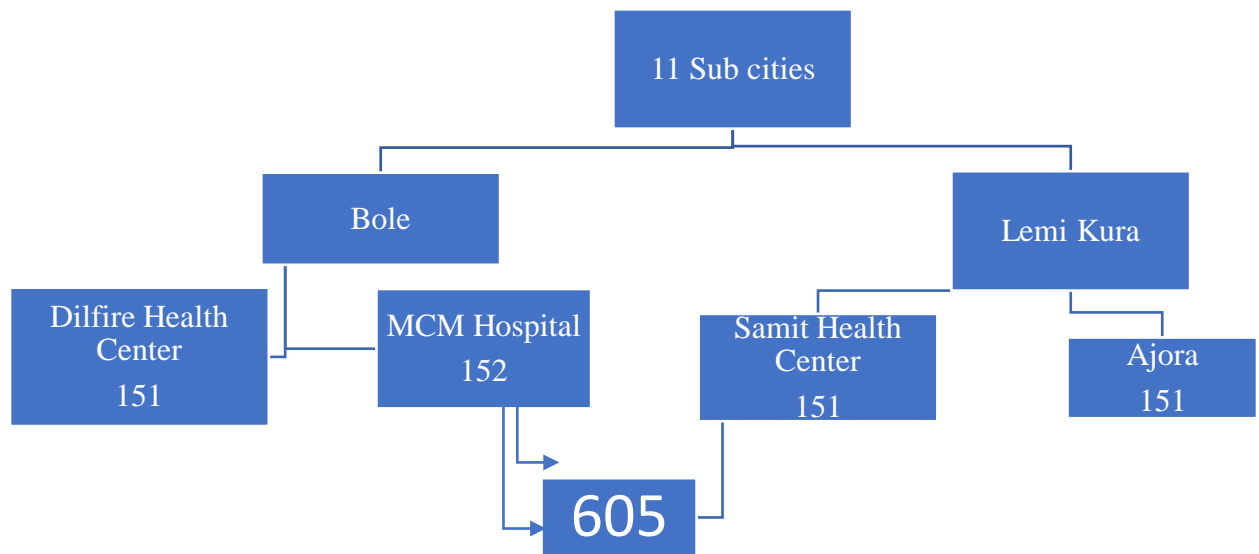 11 Sub cities
Bole
Lemi Kura
Dilfire Health
Center
151
MCM Hospital
152
Samit Health
Center
151
Ajora
151
605